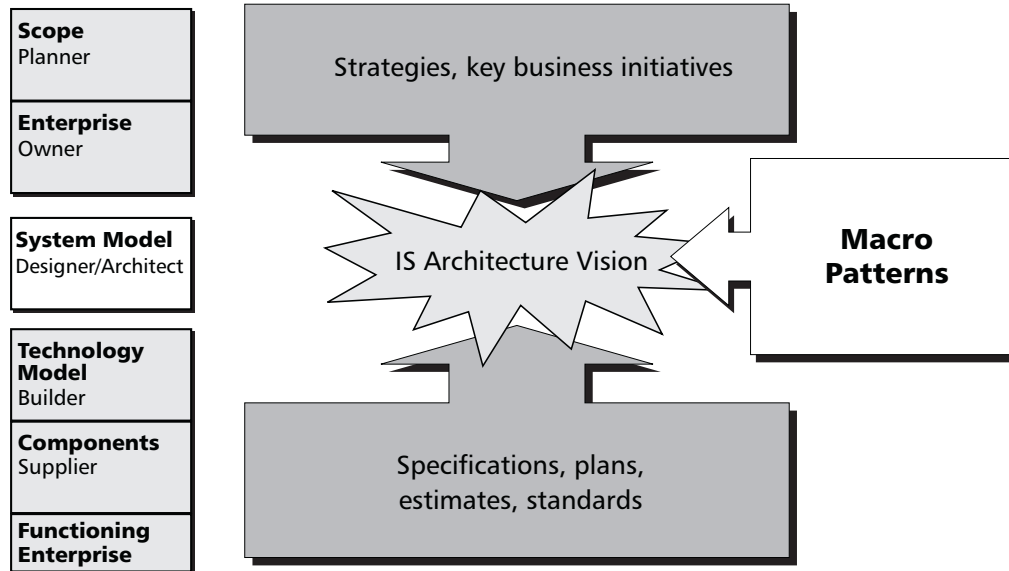 Scope
Planner
Enterprise
Owner
System Model
Designer/Architect
Technology
Model
Builder
Components
Supplier
Functioning
Enterprise
Strategies, key business initiatives
IS Architecture Vision
Macro
Patterns
Specifications, plans,
estimates, standards